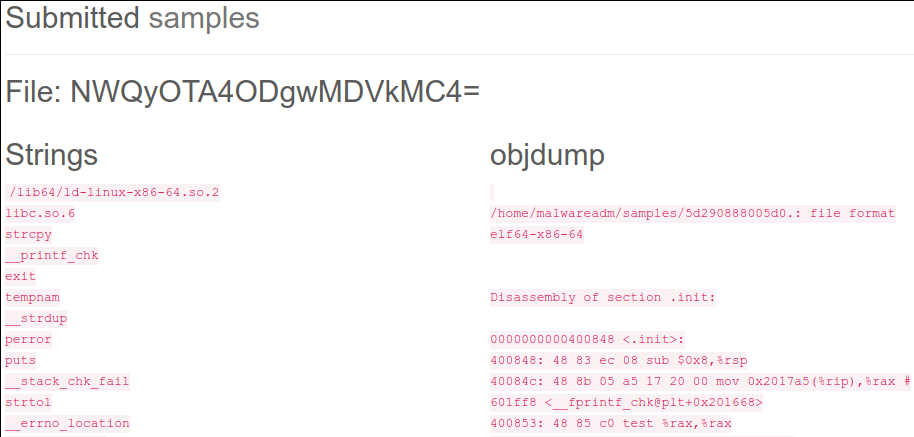 Submitted samples
File: NWQyOTA4ODgwMDVkMC4=
Strings
/lib64/ld-linux-x86-64.so.2
libc.so.6
strcpy
__printf_chk
exit
tempnam
__strdup
perror
puts
__stack_chk_fail
strtol
__errno_location
objdump
/home/malwareadm/samples/5d290888005d0.: file format
elf64-x86-64
Disassembly of section .init:
0000000000400848 <.init>:
400848: 48 83 ec 08 sub $0x8,%rsp
40084c: 48 8b 05 a5 17 20 00 mov 0x2017a5(%rip),%rax #
601ff8 <__fprintf_chk@plt+0x201668>
400853: 48 85 c0 test %rax,%rax